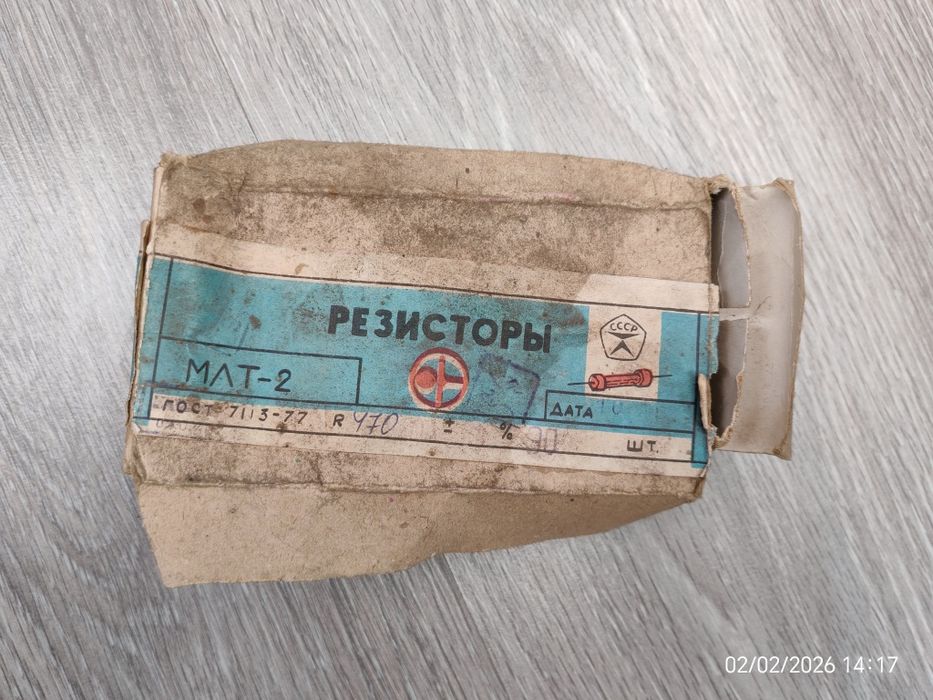 РЕЗИСТОРЫ
СССР
МЛТ-2
ДАТА
ГОСТ-7113-77 R 470 ± %
ШТ.
02/02/2026 14:17